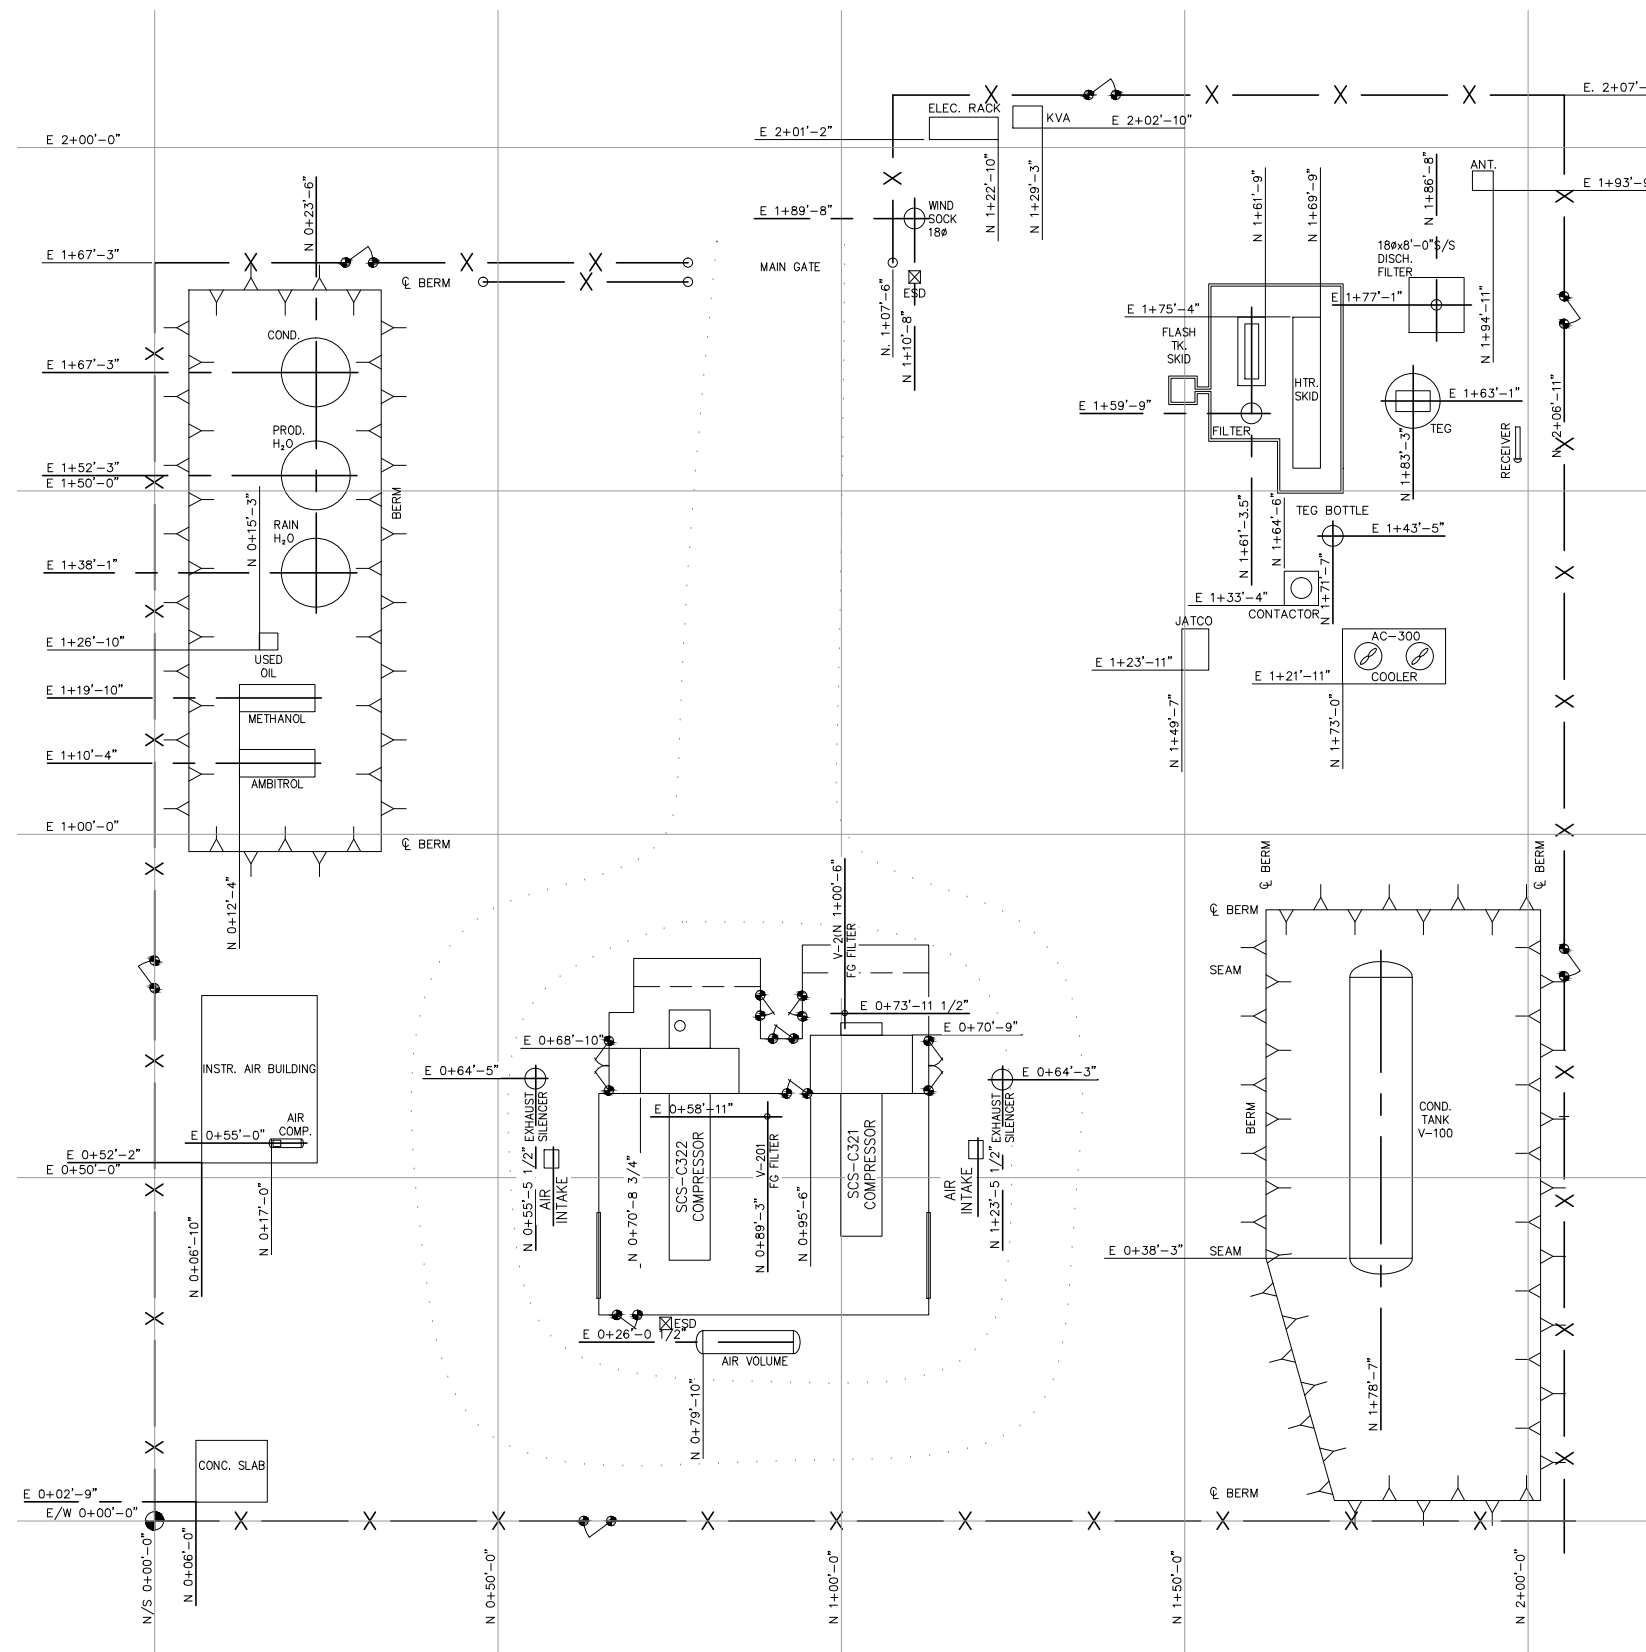 E. 2+07'-
ELEC. RACK
KVA
E 2+02'-10"
E 2+01'-2"
E 2+00'-0"
N 1+22'-10"
N 1+29'-3"
N 1+61'-9"
N 1+69'-9"
N 1+86'-8"
ANT.
E 1+93'-9
N 0+23'-6"
E 1+89'-8"
WIND
SOCK
18ø
18øx8'-0"S/S
DISCH.
FILTER
E 1+67'-3"
MAIN GATE
℄ BERM
ESD
N. 1+07'-6"
N 1+10'-8"
E 1+77'-1"
N 1+94'-11"
E 1+75'-4"
FLASH
TK.
SKID
COND.
E 1+67'-3"
HTR.
SKID
E 1+63'-1"
TEG
E 1+59'-9"
FILTER
N 1+83'-3"
RECEIVER
N 2+06'-11"
PROD.
H₂O
E 1+52'-3"
E 1+50'-0"
N 0+15'-3"
BERM
RAIN
H₂O
N 1+61'-3.5"
N 1+64'-6"
TEG BOTTLE
E 1+43'-5"
N 1+71'-7"
E 1+38'-1"
E 1+33'-4"
CONTACTOR
JATCO
AC-300
COOLER
E 1+26'-10"
USED
OIL
E 1+23'-11"
E 1+21'-11"
E 1+19'-10"
METHANOL
N 1+49'-7"
N 1+73'-0"
E 1+10'-4"
AMBITROL
E 1+00'-0"
℄ BERM
℄ BERM
℄ BERM
N 0+12'-4"
N 1+00'-6"
V-2
FG FILTER
℄ BERM
SEAM
E 0+73'-11 1/2"
E 0+70'-9"
E 0+68'-10"
INSTR. AIR BUILDING
E 0+64'-5"
E 0+64'-3"
E 0+58'-11"
AIR
COMP.
E 0+55'-0"
E 0+52'-2"
E 0+50'-0"
EXHAUST
SILENCER
N 0+55'-5 1/2"
AIR
INTAKE
N 0+70'-8 3/4"
SCS-C322
COMPRESSOR
V-201
FG FILTER
N 0+89'-3"
N 0+95'-6"
SCS-C321
COMPRESSOR
AIR
INTAKE
EXHAUST
SILENCER
N 1+23'-5 1/2"
BERM
COND.
TANK
V-100
N 0+06'-10"
N 0+17'-0"
E 0+38'-3"
SEAM
ESD
E 0+26'-0 1/2"
AIR VOLUME
N 0+79'-10"
N 1+78'-7"
CONC. SLAB
℄ BERM
E 0+02'-9"
E/W 0+00'-0"
N/S 0+00'-0"
N 0+06'-0"
N 0+50'-0"
N 1+00'-0"
N 1+50'-0"
N 2+00'-0"